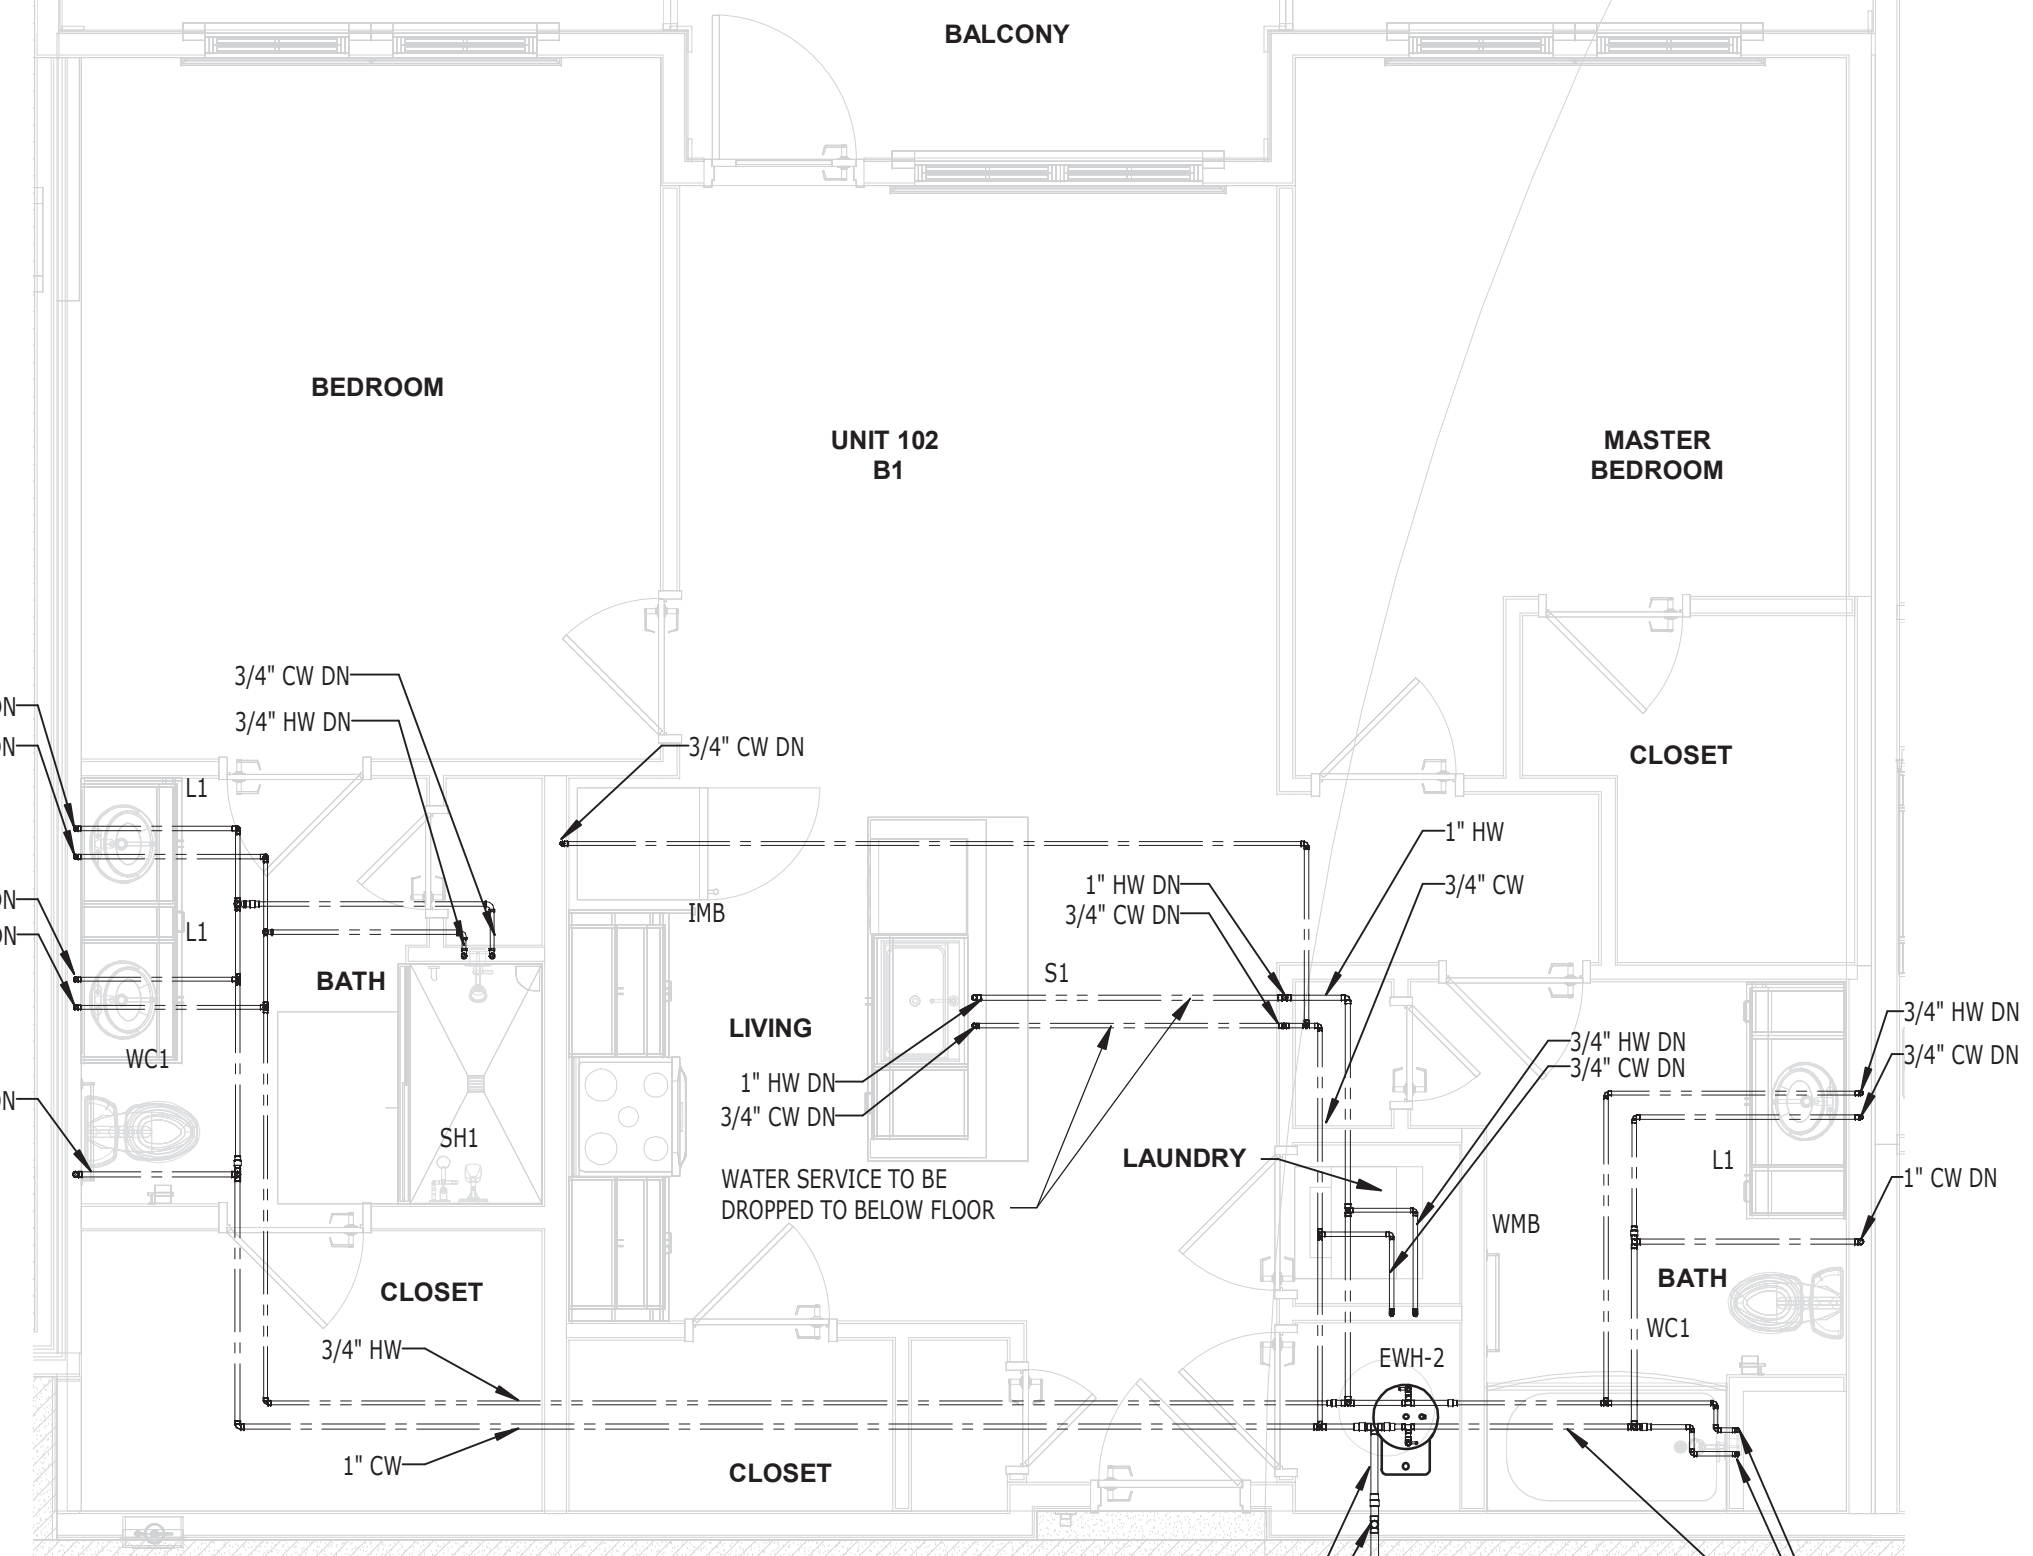 BALCONY
BEDROOM
UNIT 102
B1
MASTER
BEDROOM
3/4" CW DN
3/4" HW DN
3/4" CW DN
CLOSET
L1
1" HW
1" HW DN
3/4" CW
3/4" CW DN
IMB
L1
BATH
S1
LIVING
3/4" HW DN
3/4" HW DN
3/4" CW DN
3/4" CW DN
WC1
1" HW DN
3/4" CW DN
SH1
LAUNDRY
L1
WATER SERVICE TO BE
DROPPED TO BELOW FLOOR
1" CW DN
WMB
BATH
CLOSET
WC1
3/4" HW
EWH-2
1" CW
CLOSET